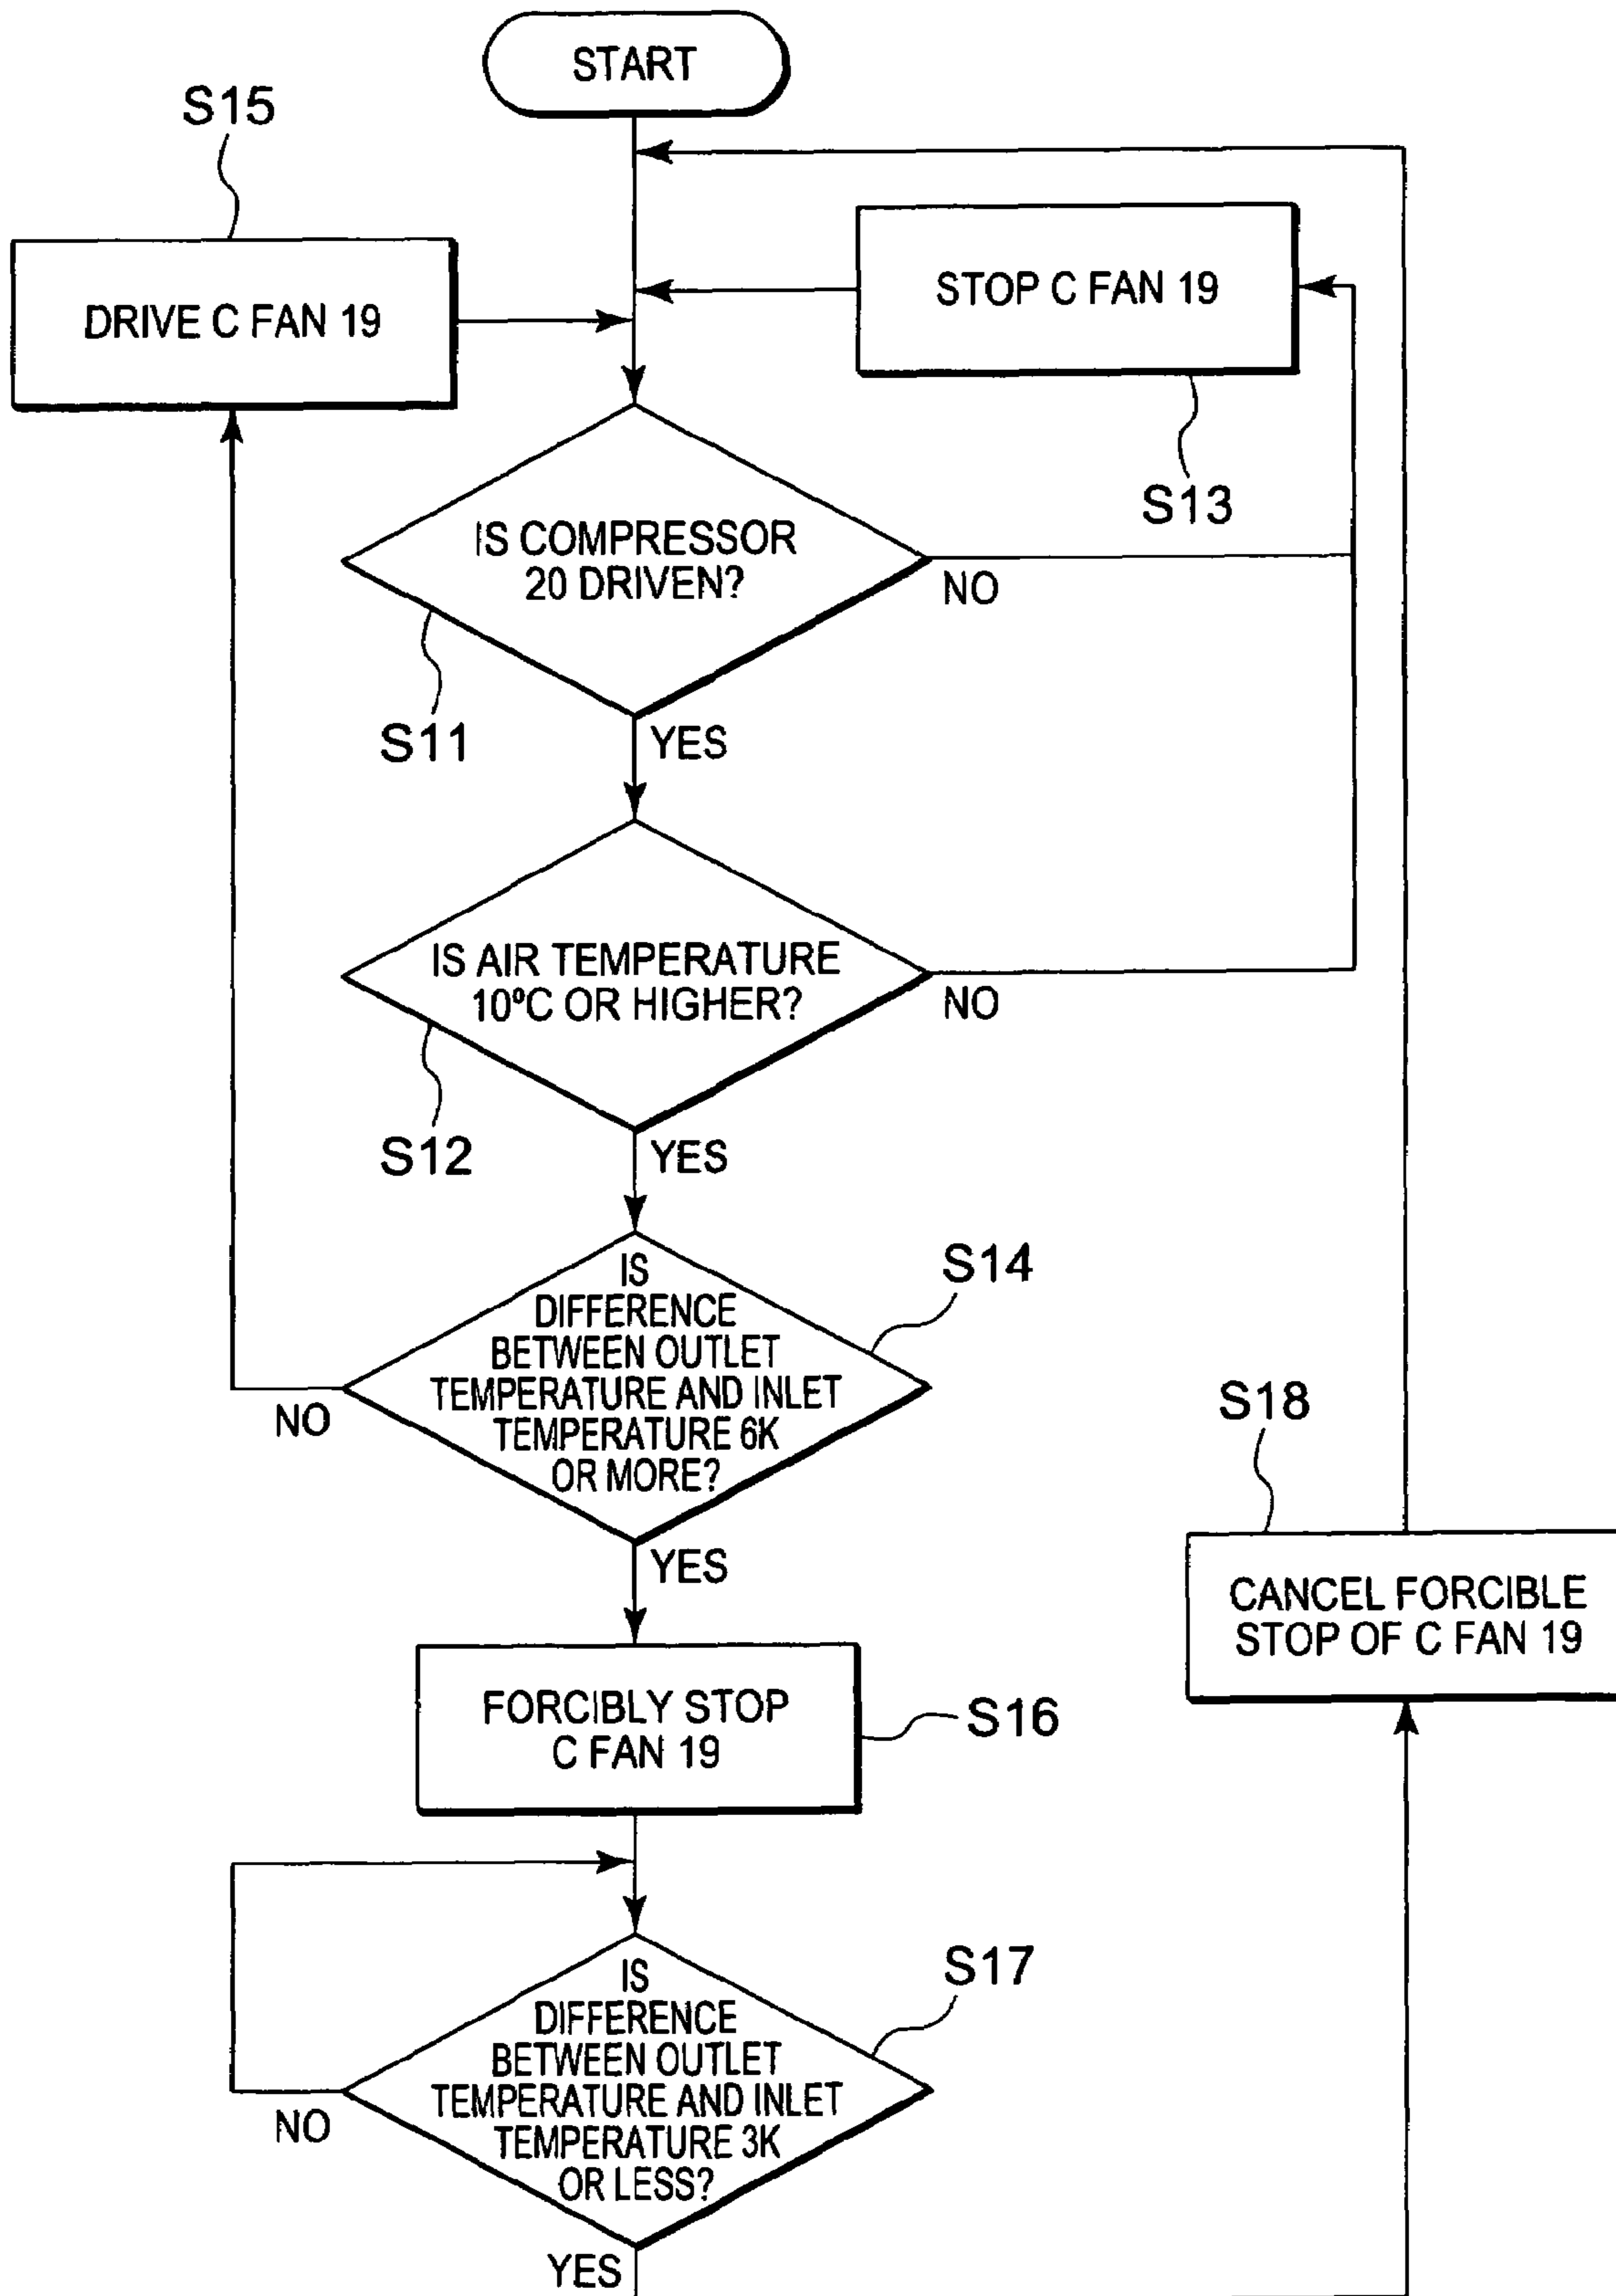 START
S15
STOP C FAN 19
DRIVE C FAN 19
S13
IS COMPRESSOR
20 DRIVEN?
NO
S11
YES
IS AIR TEMPERATURE
10ºC OR HIGHER?
NO
S12
YES
S14
IS
DIFFERENCE
BETWEEN OUTLET
TEMPERATURE AND INLET
TEMPERATURE 6K
OR MORE?
NO
YES
S18
CANCEL FORCIBLE
STOP OF C FAN 19
FORCIBLY STOP
C FAN 19
S16
S17
IS
DIFFERENCE
BETWEEN OUTLET
TEMPERATURE AND INLET
TEMPERATURE 3K
OR LESS?
NO
YES